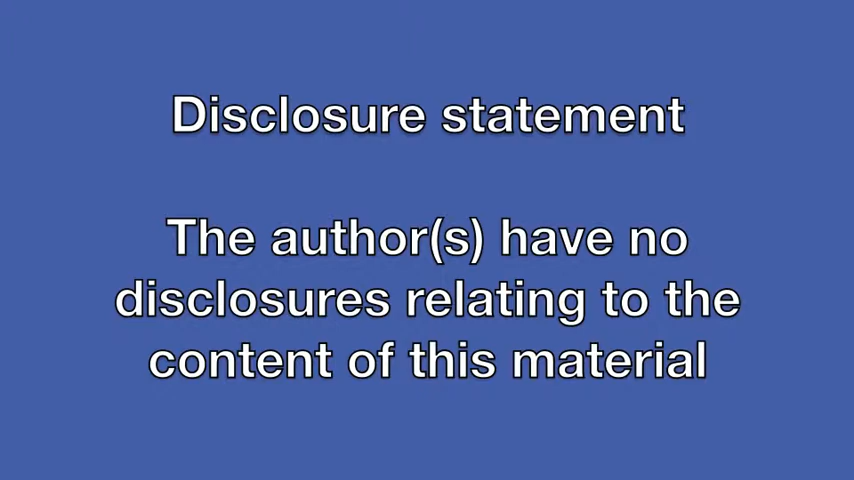 Disclosure statement
The author(s) have no
disclosures relating to the
content of this material